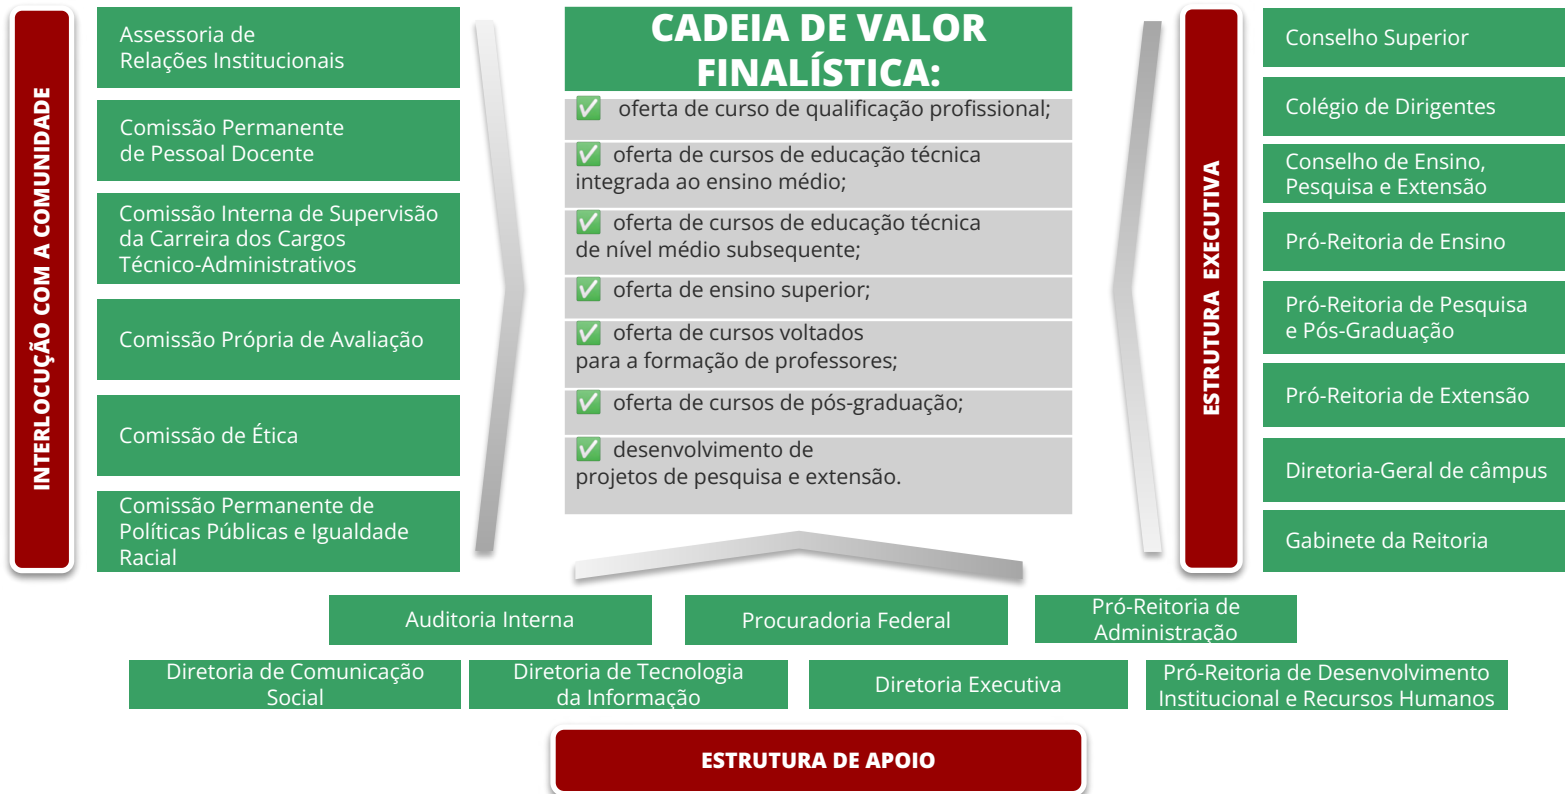 INTERLOCUÇÃO COM A COMUNIDADE
Assessoria de
Relações Institucionais
Comissão Permanente
de Pessoal Docente
Comissão Interna de Supervisão
da Carreira dos Cargos
Técnico-Administrativos
Comissão Própria de Avaliação
Comissão de Ética
Comissão Permanente de
Políticas Públicas e Igualdade
Racial
CADEIA DE VALOR
FINALÍSTICA:
✅ oferta de curso de qualificação profissional;
✅ oferta de cursos de educação técnica
integrada ao ensino médio;
✅ oferta de cursos de educação técnica
de nível médio subsequente;
✅ oferta de ensino superior;
✅ oferta de cursos voltados
para a formação de professores;
✅ oferta de cursos de pós-graduação;
✅ desenvolvimento de
projetos de pesquisa e extensão.
ESTRUTURA EXECUTIVA
Conselho Superior
Colégio de Dirigentes
Conselho de Ensino,
Pesquisa e Extensão
Pró-Reitoria de Ensino
Pró-Reitoria de Pesquisa
e Pós-Graduação
Pró-Reitoria de Extensão
Diretoria-Geral de câmpus
Gabinete da Reitoria
Auditoria Interna
Procuradoria Federal
Pró-Reitoria de
Administração
Diretoria de Comunicação
Social
Diretoria de Tecnologia
da Informação
Diretoria Executiva
Pró-Reitoria de Desenvolvimento
Institucional e Recursos Humanos
ESTRUTURA DE APOIO